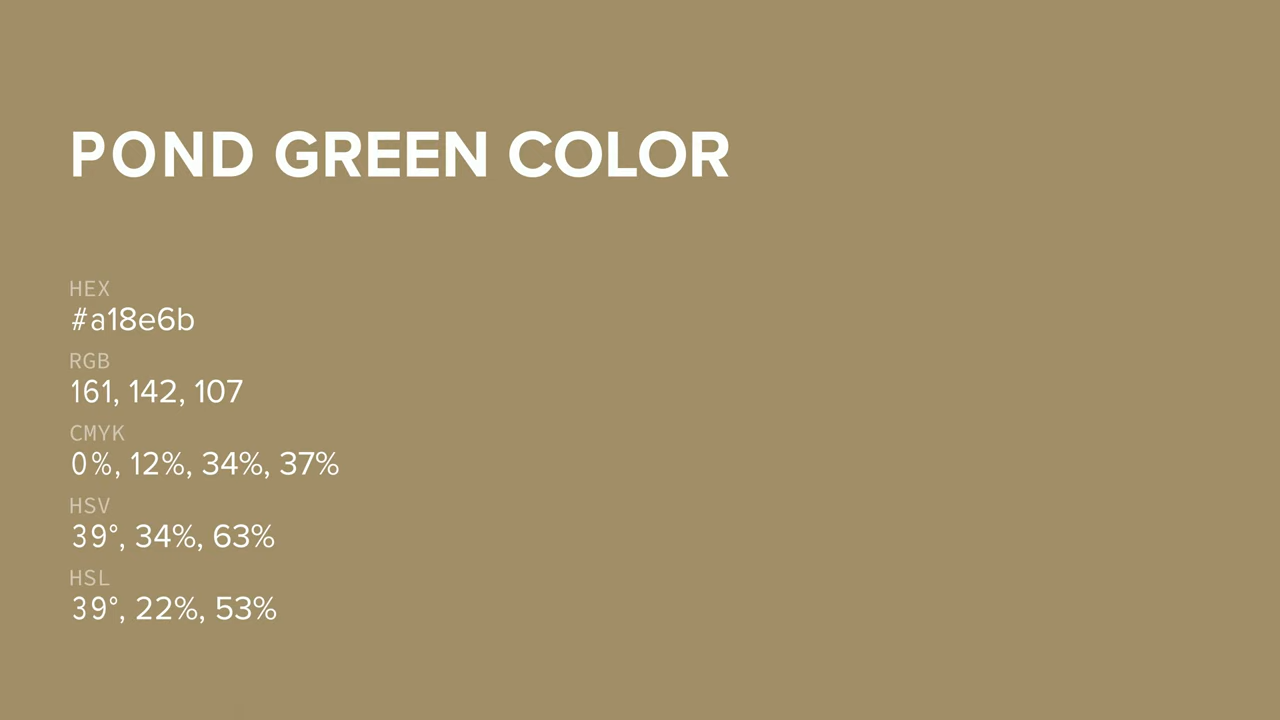 POND GREEN COLOR
HEX
#a18e6b
RGB
161, 142, 107
CMYK
0%, 12%, 34%, 37%
HSV
39°, 34%, 63%
HSL
39°, 22%, 53%